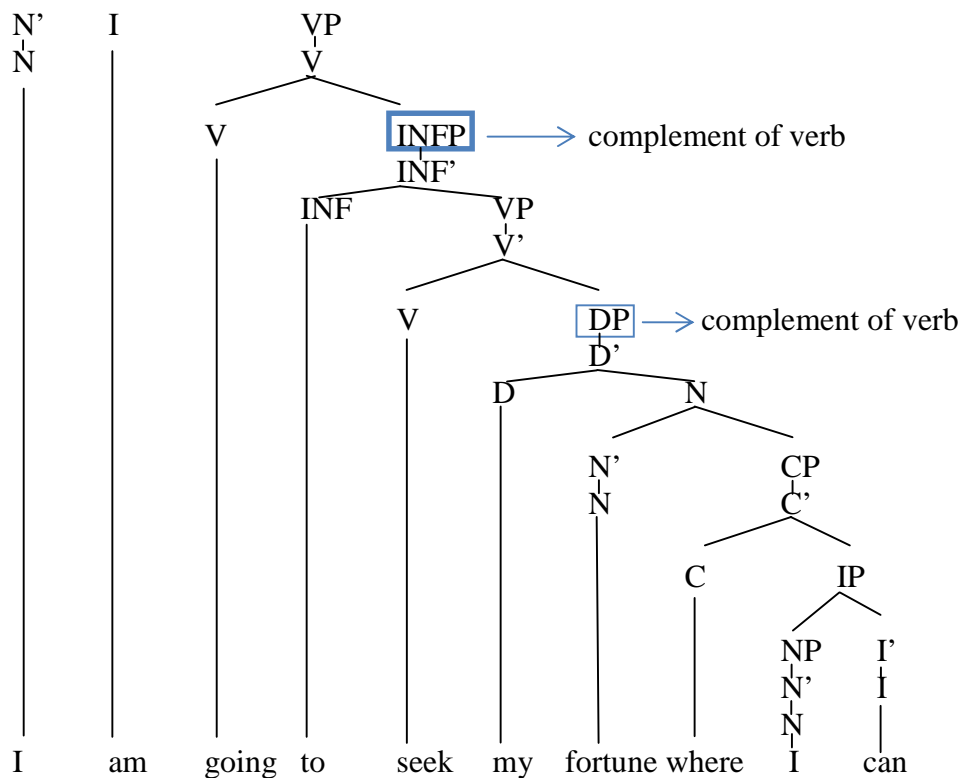 N’ I VP
N V
V INFP complement of verb
INF’
INF VP
V’
V DP complement of verb
D’
D N
N’ CP
N C’
C IP
NP I’
N’ I
N
I am going to seek my fortune where I can